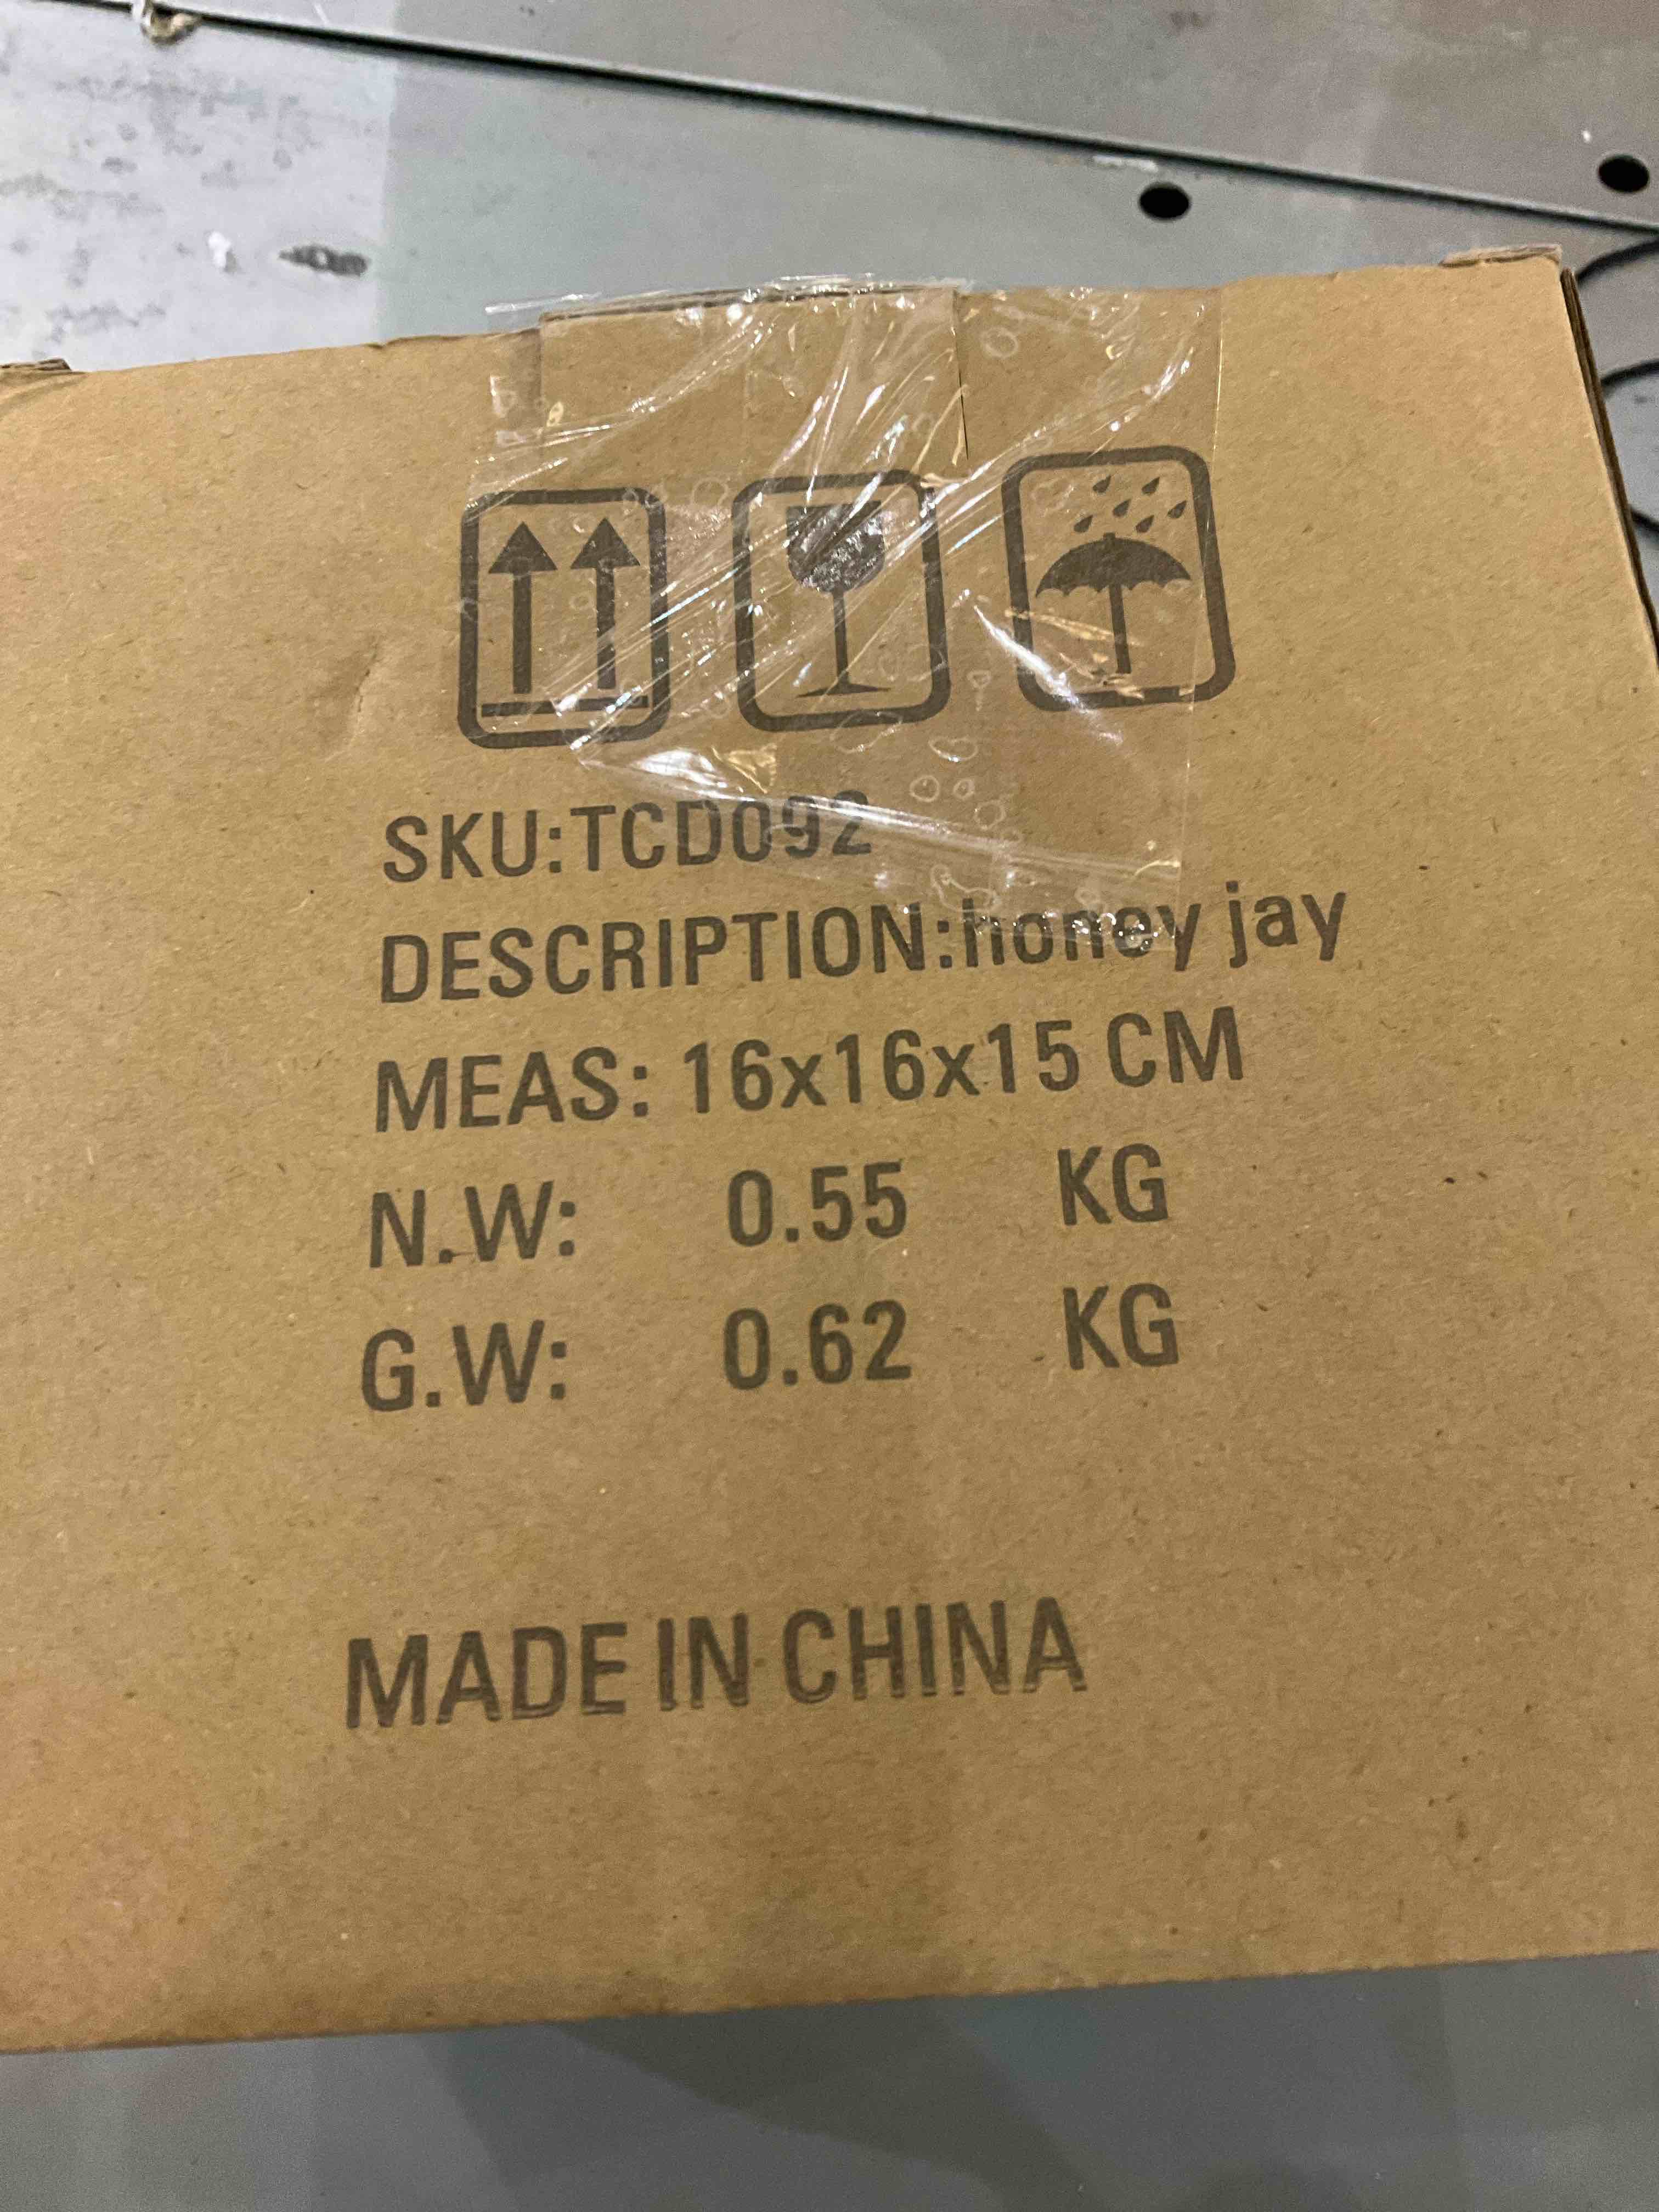 SKU:TCD092
DESCRIPTION:honey jay
MEAS: 16x16x15 CM
N.W: 0.55 KG
G.W: 0.62 KG
MADE IN CHINA